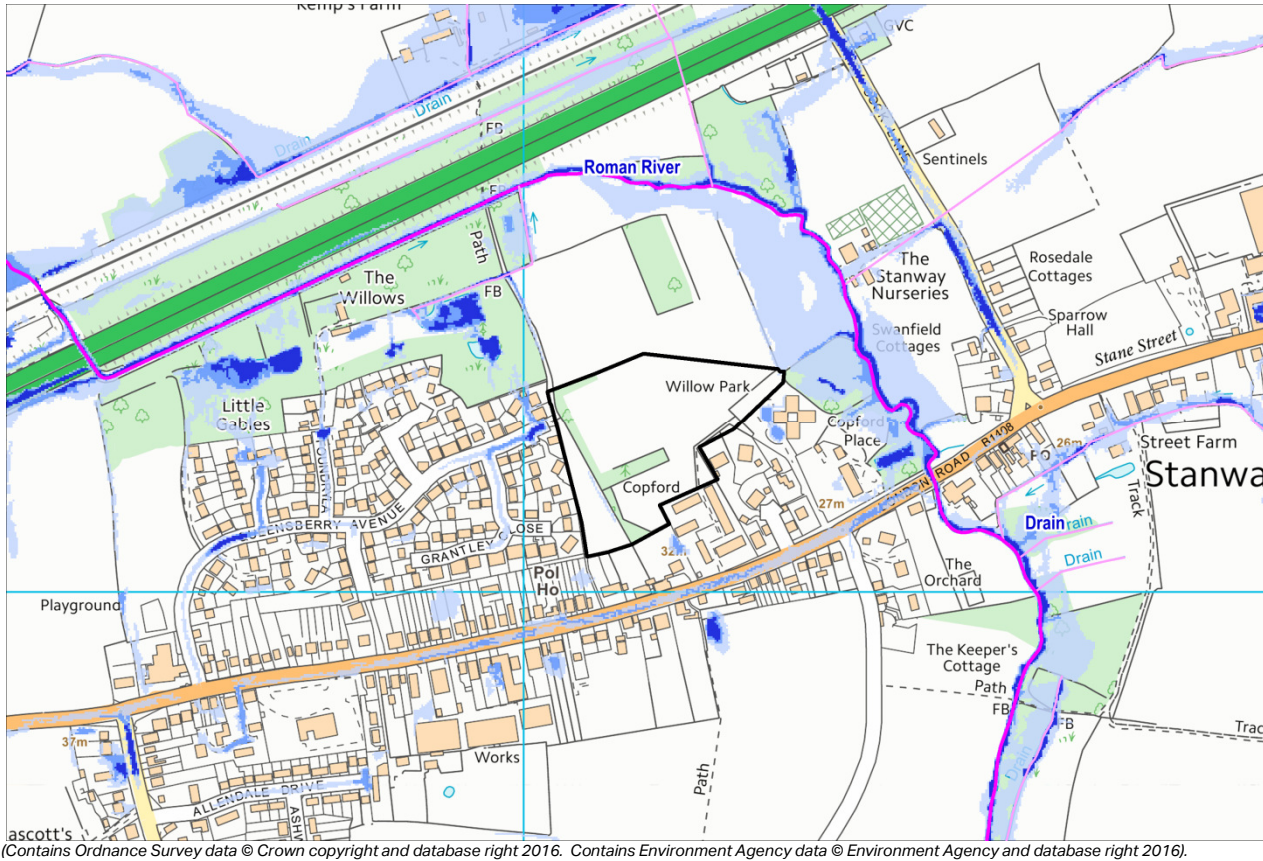 Kemp's Farm
GVC
Drain
Drain
FB
Roman River
Sentinels
Path
The
Willows
FB
The
Stanway
Nurseries
Rosedale
Cottages
Sparrow
Hall
Swanfield
Cottages
Stane Street
Willow Park
Little
Gables
Copford
Place
QUEENSBERRY AVENUE
GRANTLEY CLOSE
Copford
27m
32m
LONDON ROAD B1408
PO
26m
Street Farm
Stanwa
Track
Drain
Drain
Drain
Pol
Ho
The
Orchard
Playground
The Keeper's
Cottage
Path
FB
FB
Trac
37m
Works
Path
Drain
ALLENDALE DRIVE
ASHW
ascott's
(Contains Ordnance Survey data © Crown copyright and database right 2016. Contains Environment Agency data © Environment Agency and database right 2016).